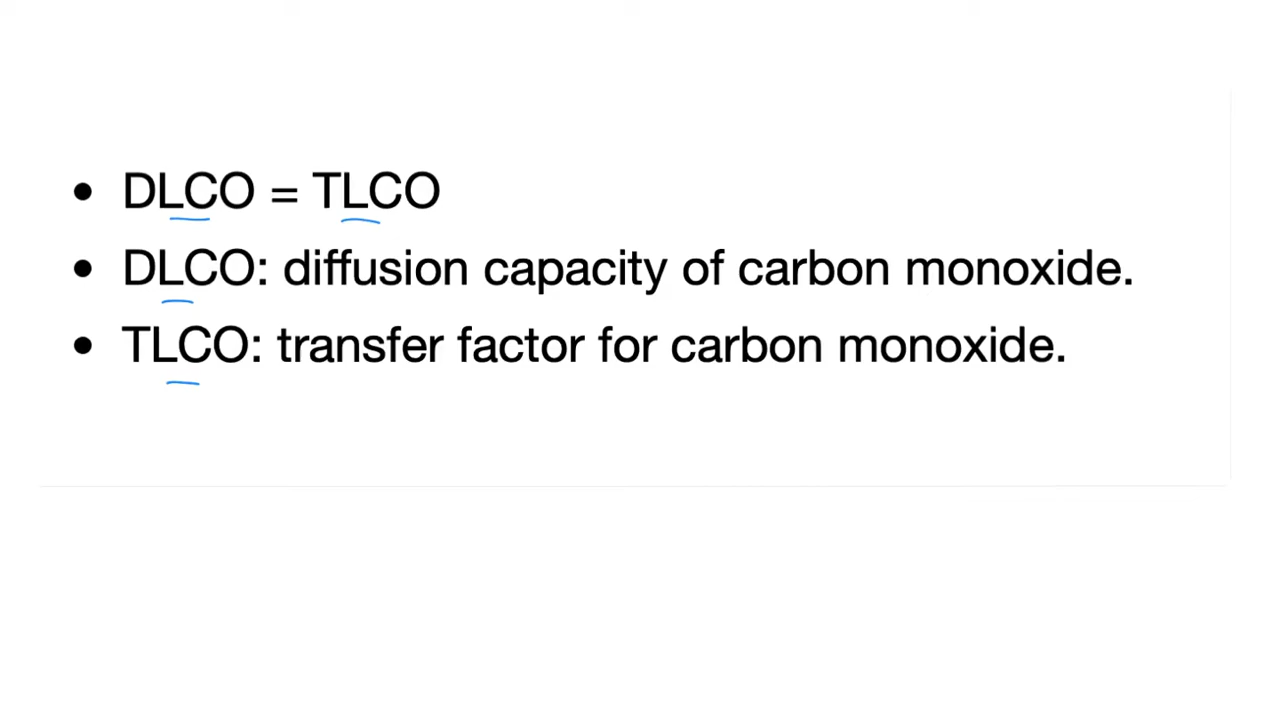 • DLCO = TLCO
• DLCO: diffusion capacity of carbon monoxide.
• TLCO: transfer factor for carbon monoxide.